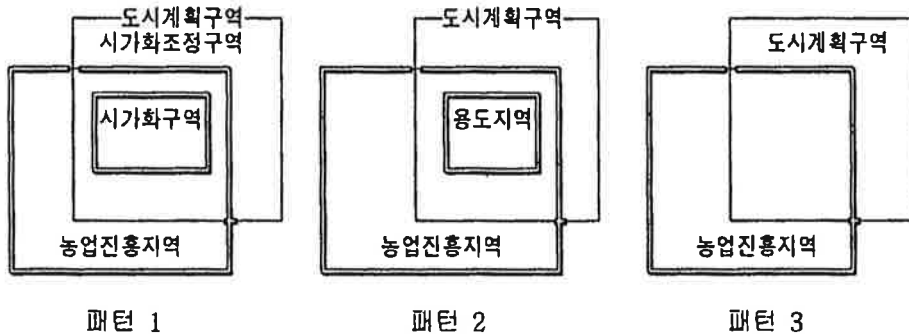 도시계획구역
시가화조정구역
시가화구역
농업진흥지역
패턴 1
도시계획구역
용도지역
농업진흥지역
패턴 2
도시계획구역
농업진흥지역
패턴 3